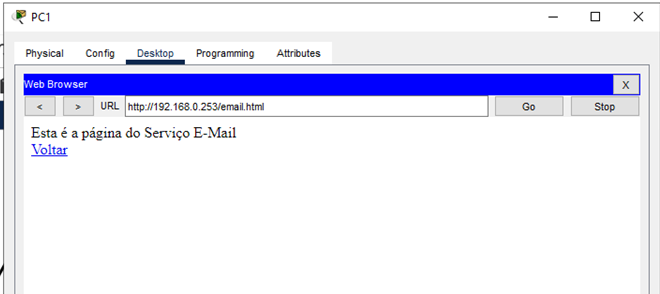 PC1
Physical Config Desktop Programming Attributes
Web Browser X
< > URL http://192.168.0.253/email.html Go Stop
Esta é a página do Serviço E-Mail
Voltar